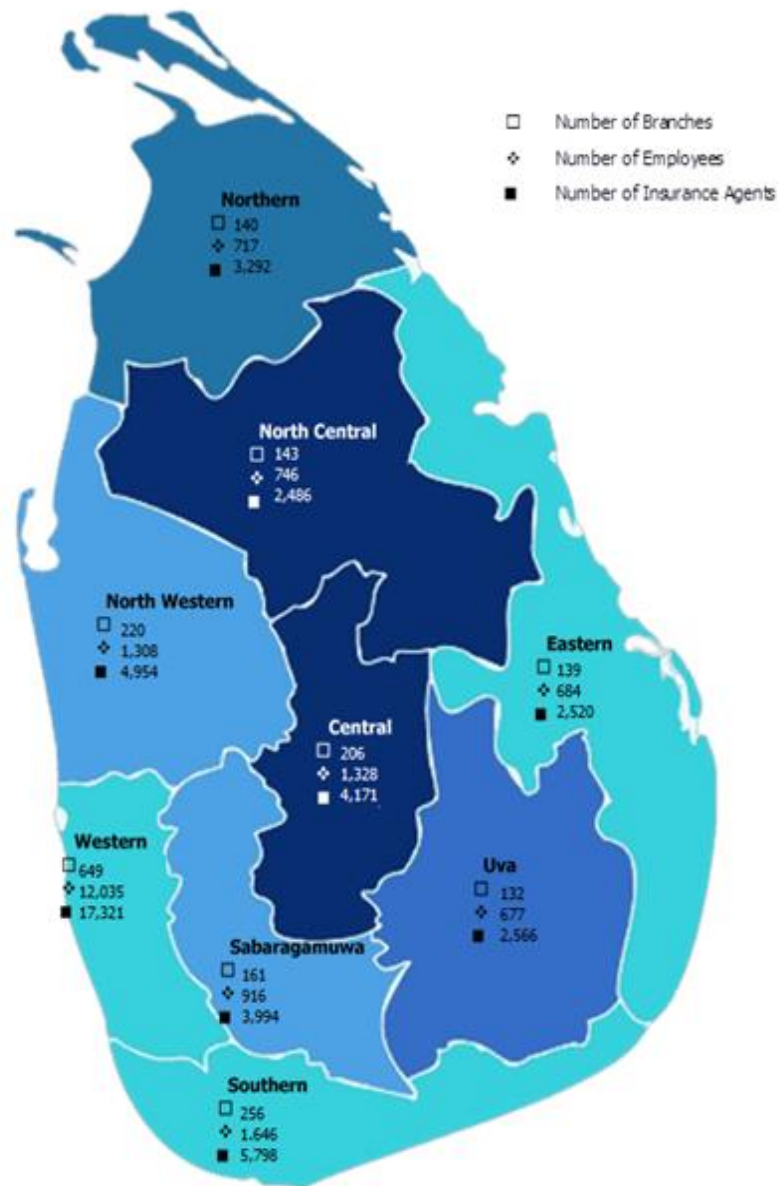 Number of Branches
Number of Employees
Number of Insurance Agents
Northern
140
717
3,292
North Central
143
746
2,486
North Western
220
1,308
4,954
Eastern
139
684
2,520
Central
206
1,328
4,171
Western
649
12,035
17,321
Uva
132
677
2,566
Sabaragamuwa
161
916
3,994
Southern
256
1.646
5,798